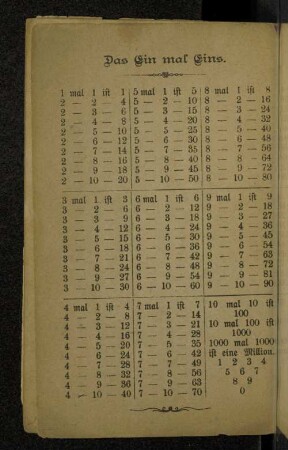 Das Ein mal Eins.
1 mal 1 ist 1
2 — 2 — 4
2 — 3 — 6
2 — 4 — 8
2 — 5 — 10
2 — 6 — 12
2 — 7 — 14
2 — 8 — 16
2 — 9 — 18
2 — 10 — 20
3 mal 1 ist 3
3 — 2 — 6
3 — 3 — 9
3 — 4 — 12
3 — 5 — 15
3 — 6 — 18
3 — 7 — 21
3 — 8 — 24
3 — 9 — 27
3 — 10 — 30
4 mal 1 ist 4
4 — 2 — 8
4 — 3 — 12
4 — 4 — 16
4 — 5 — 20
4 — 6 — 24
4 — 7 — 28
4 — 8 — 32
4 — 9 — 36
4 — 10 — 40
5 mal 1 ist 5
5 — 2 — 10
5 — 3 — 15
5 — 4 — 20
5 — 5 — 25
5 — 6 — 30
5 — 7 — 35
5 — 8 — 40
5 — 9 — 45
5 — 10 — 50
6 mal 1 ist 6
6 — 2 — 12
6 — 3 — 18
6 — 4 — 24
6 — 5 — 30
6 — 6 — 36
6 — 7 — 42
6 — 8 — 48
6 — 9 — 54
6 — 10 — 60
7 mal 1 ist 7
7 — 2 — 14
7 — 3 — 21
7 — 4 — 28
7 — 5 — 35
7 — 6 — 42
7 — 7 — 49
7 — 8 — 56
7 — 9 — 63
7 — 10 — 70
8 mal 1 ist 8
8 — 2 — 16
8 — 3 — 24
8 — 4 — 32
8 — 5 — 40
8 — 6 — 48
8 — 7 — 56
8 — 8 — 64
8 — 9 — 72
8 — 10 — 80
9 mal 1 ist 9
9 — 2 — 18
9 — 3 — 27
9 — 4 — 36
9 — 5 — 45
9 — 6 — 54
9 — 7 — 63
9 — 8 — 72
9 — 9 — 81
9 — 10 — 90
10 mal 10 ist
100
10 mal 100 ist
1000
1000 mal 1000
ist eine Million.
1 2 3 4
5 6 7
8 9
0